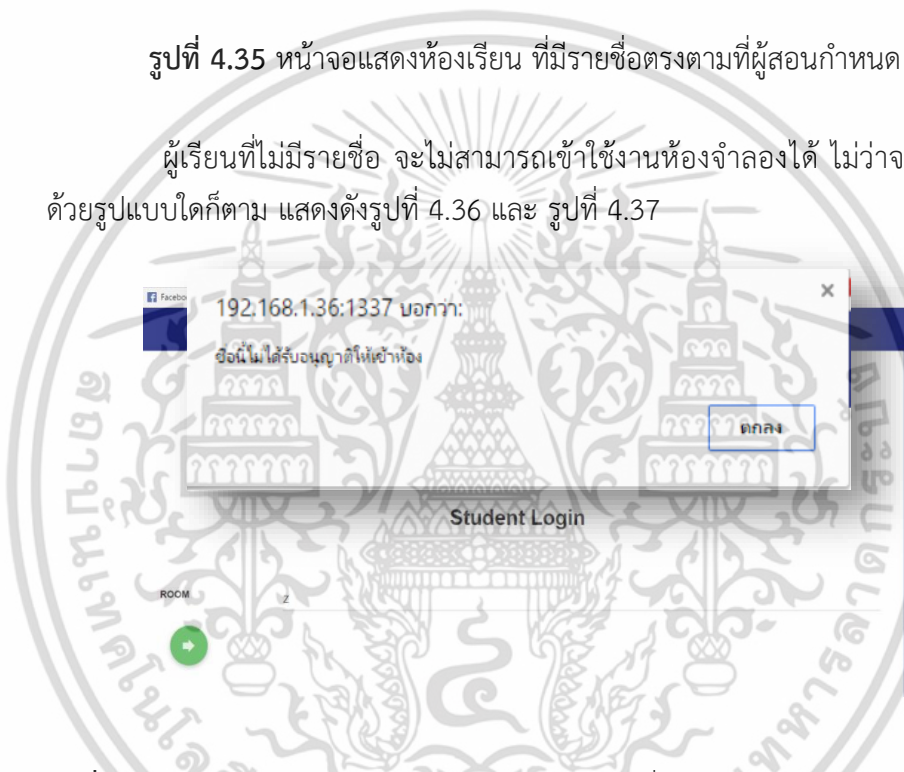 รูปที่ 4.35 หน้าจอแสดงห้องเรียน ที่มีรายชื่อตรงตามที่ผู้สอนกำหนด
ผู้เรียนที่ไม่มีรายชื่อ จะไม่สามารถเข้าใช้งานห้องจำลองได้ ไม่ว่าจ
ด้วยรูปแบบใดก็ตาม แสดงดังรูปที่ 4.36 และ รูปที่ 4.37
Facebo
192.168.1.36:1337 บอกว่า:
ชื่อนี้ไม่ได้รับอนุญาติให้เข้าห้อง
ตกลง
Student Login
ROOM
z